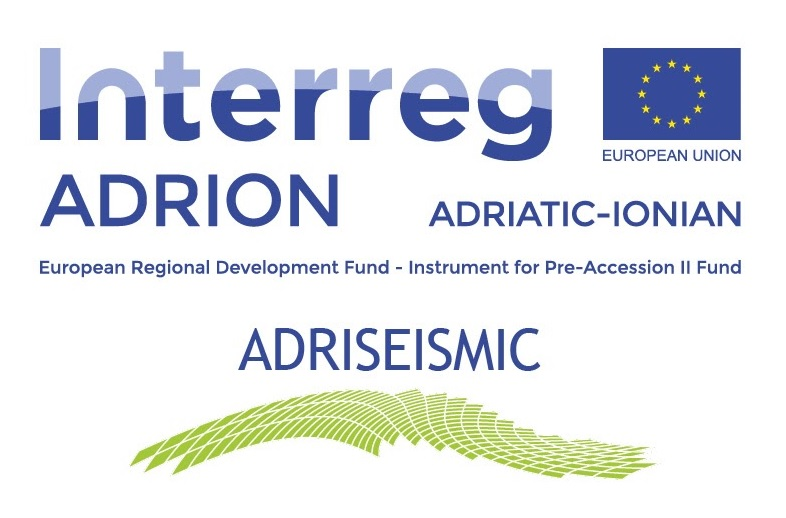 Interreg
EUROPEAN UNION
ADRION ADRIATIC-IONIAN
European Regional Development Fund - Instrument for Pre-Accession II Fund
ADRISEISMIC